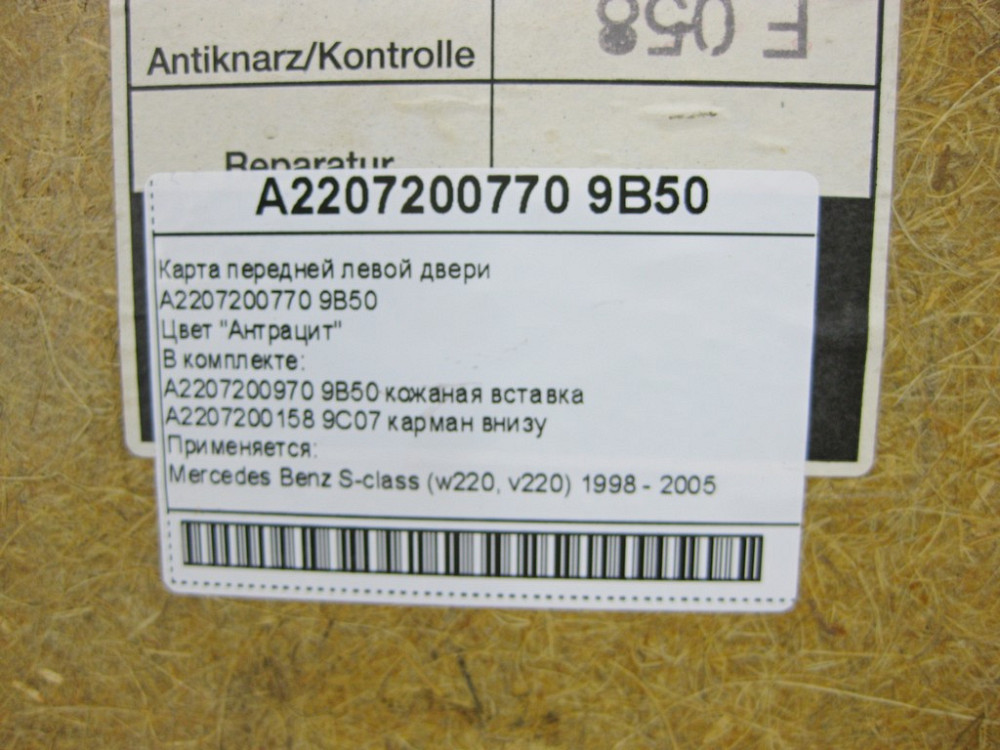 Antiknarz/Kontrolle
F 058
Reparatur
A2207200770 9B50
Карта передней левой двери
A2207200770 9B50
Цвет "Антрацит"
В комплекте:
A2207200970 9B50 кожаная вставка
A2207200158 9C07 карман внизу
Применяется:
Mercedes Benz S-class (w220, v220) 1998 - 2005